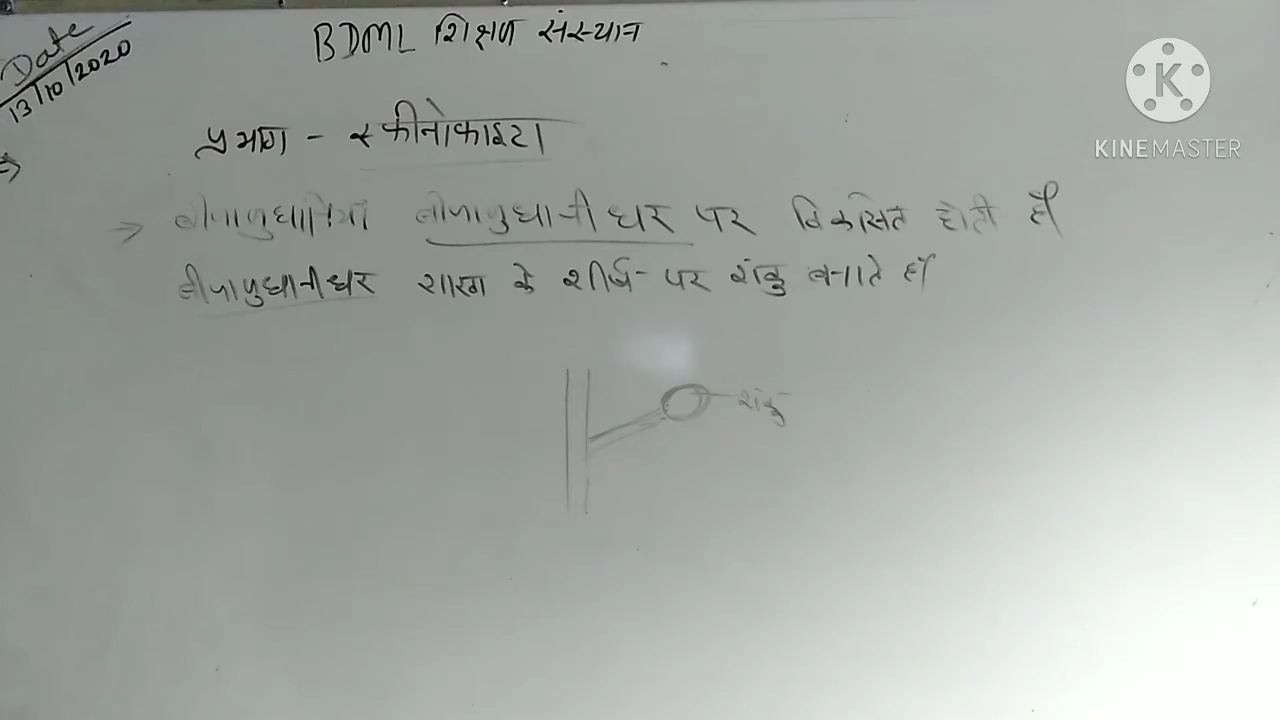 Date
13/10/2020
BDML शिक्षण संस्थान
KINEMASTER
प्रभाग - स्फीनोफाइटा
→ बीजाणुधानियां बीजाणुधानीधर पर विकसित होती हैं
बीजाणुधानीधर शाखा के शीर्ष पर शंकु बनाते हैं
शंकु